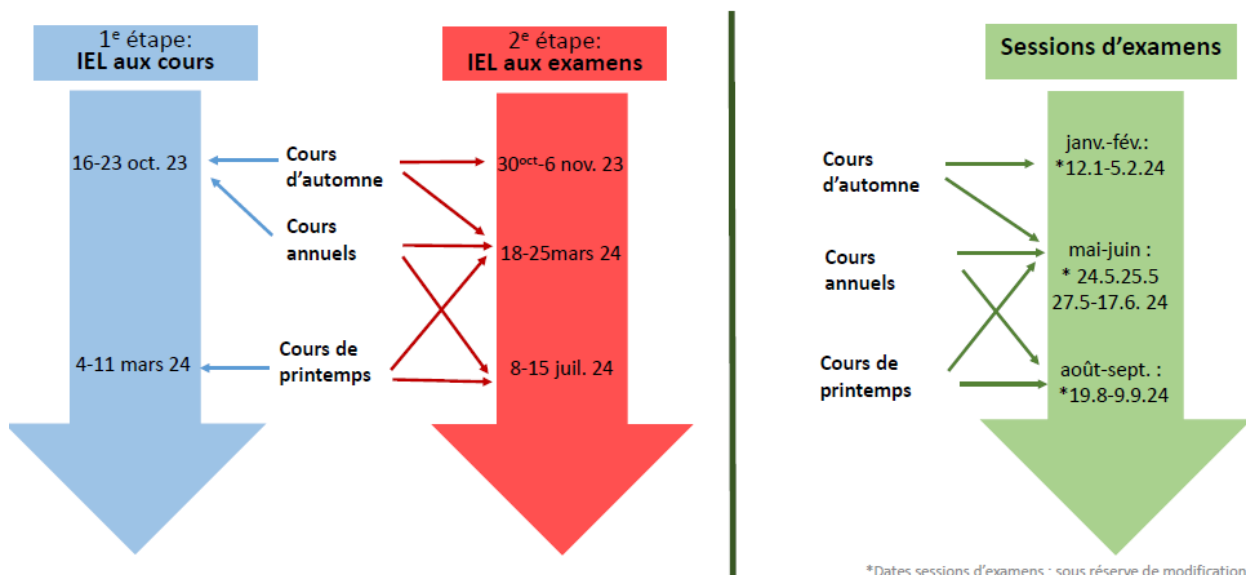 1e étape:
IEL aux cours
16-23 oct. 23
4-11 mars 24
Cours
d'automne
Cours
annuels
Cours de
printemps
2e étape:
IEL aux examens
30oct-6 nov. 23
18-25mars 24
8-15 juil. 24
Sessions d'examens
Cours
d'automne
Cours
annuels
Cours de
printemps
janv.-fév.:
*12.1-5.2.24
mai-juin :
* 24.5.25.5
27.5-17.6. 24
août-sept. :
*19.8-9.9.24
*Dates sessions d'examens : sous réserve de modification